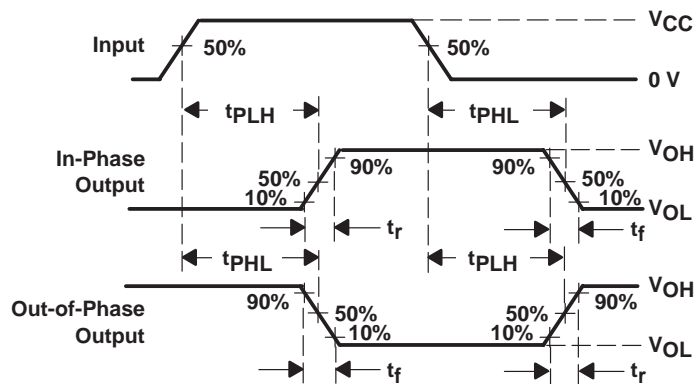 Input
50%
50%
VCC
0 V
tPLH
tPHL
In-Phase
Output
50%
10%
90%
90%
50%
10%
VOH
VOL
tr
tf
tPHL
tPLH
Out-of-Phase
Output
90%
50%
10%
50%
10%
90%
VOH
VOL
tf
tr